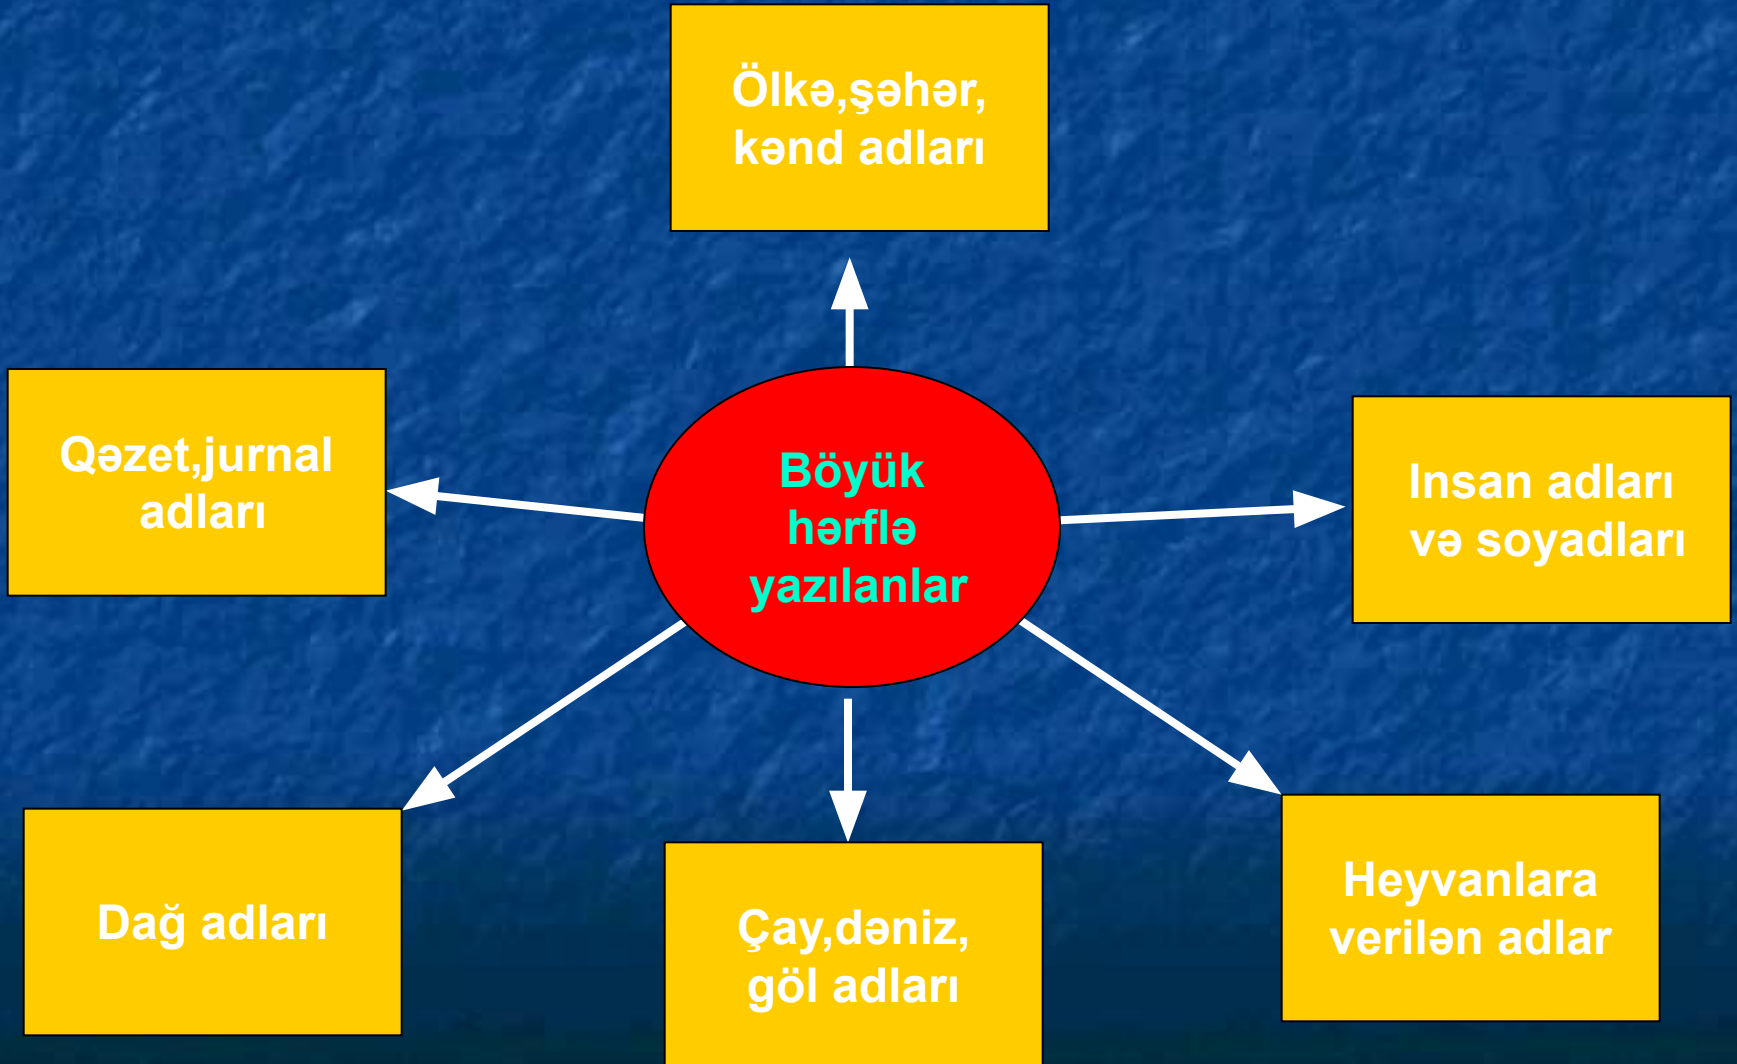 Ölkə,şəhər,
kənd adları
Qəzet,jurnal
adları
Böyük
hərflə
yazılanlar
Insan adları
və soyadları
Dağ adları
Çay,dəniz,
göl adları
Heyvanlara
verilən adlar